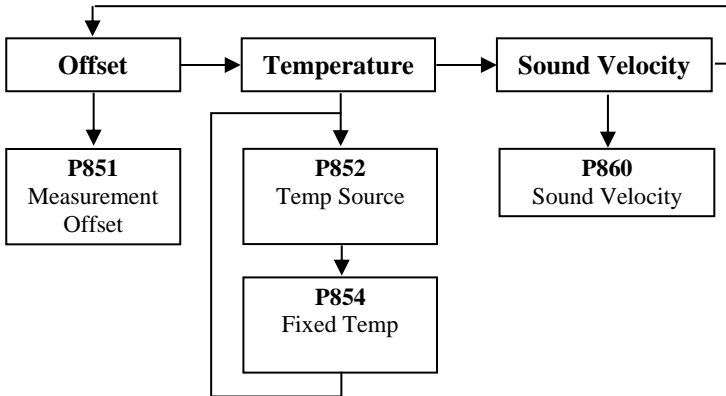 Offset
Temperature
Sound Velocity
P851
Measurement
Offset
P852
Temp Source
P860
Sound Velocity
P854
Fixed Temp